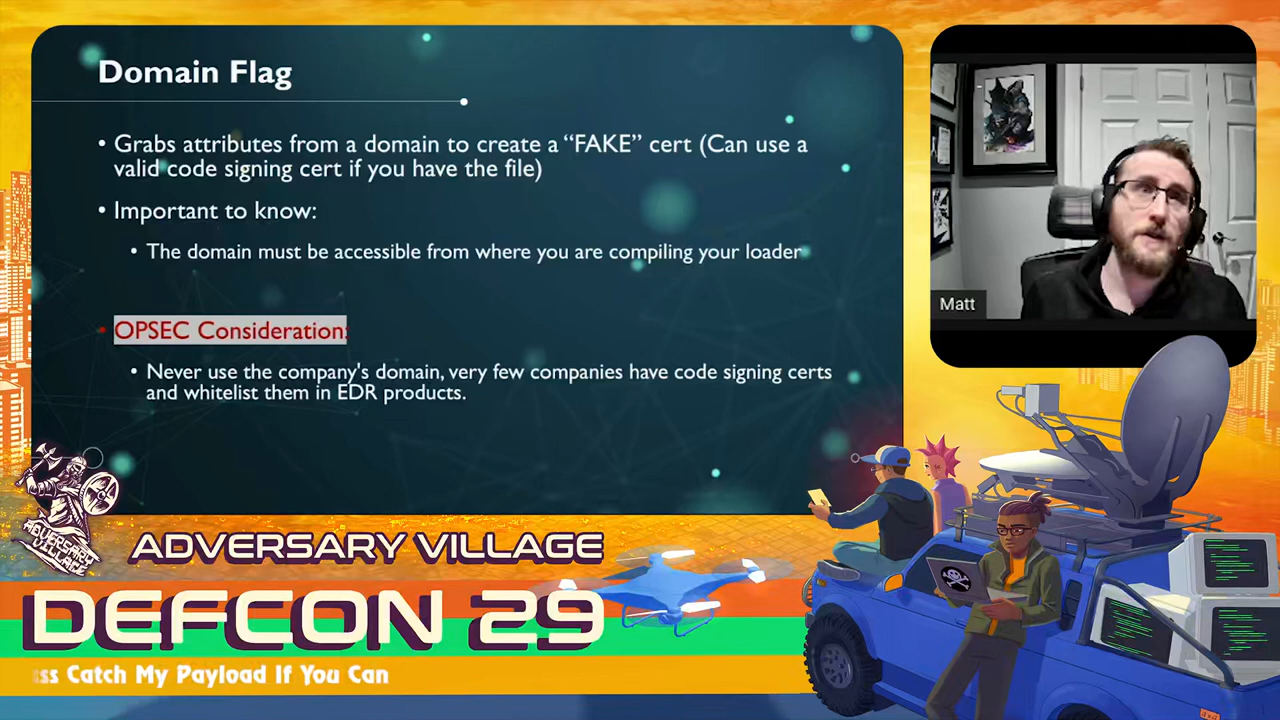 Domain Flag
• Grabs attributes from a domain to create a “FAKE” cert (Can use a
valid code signing cert if you have the file)
• Important to know:
• The domain must be accessible from where you are compiling your loader
• OPSEC Consideration:
• Never use the company's domain, very few companies have code signing certs
and whitelist them in EDR products.
Matt
ADVERSARY VILLAGE
ADVERSARY VILLAGE
DEFCON 29
ss Catch My Payload If You Can